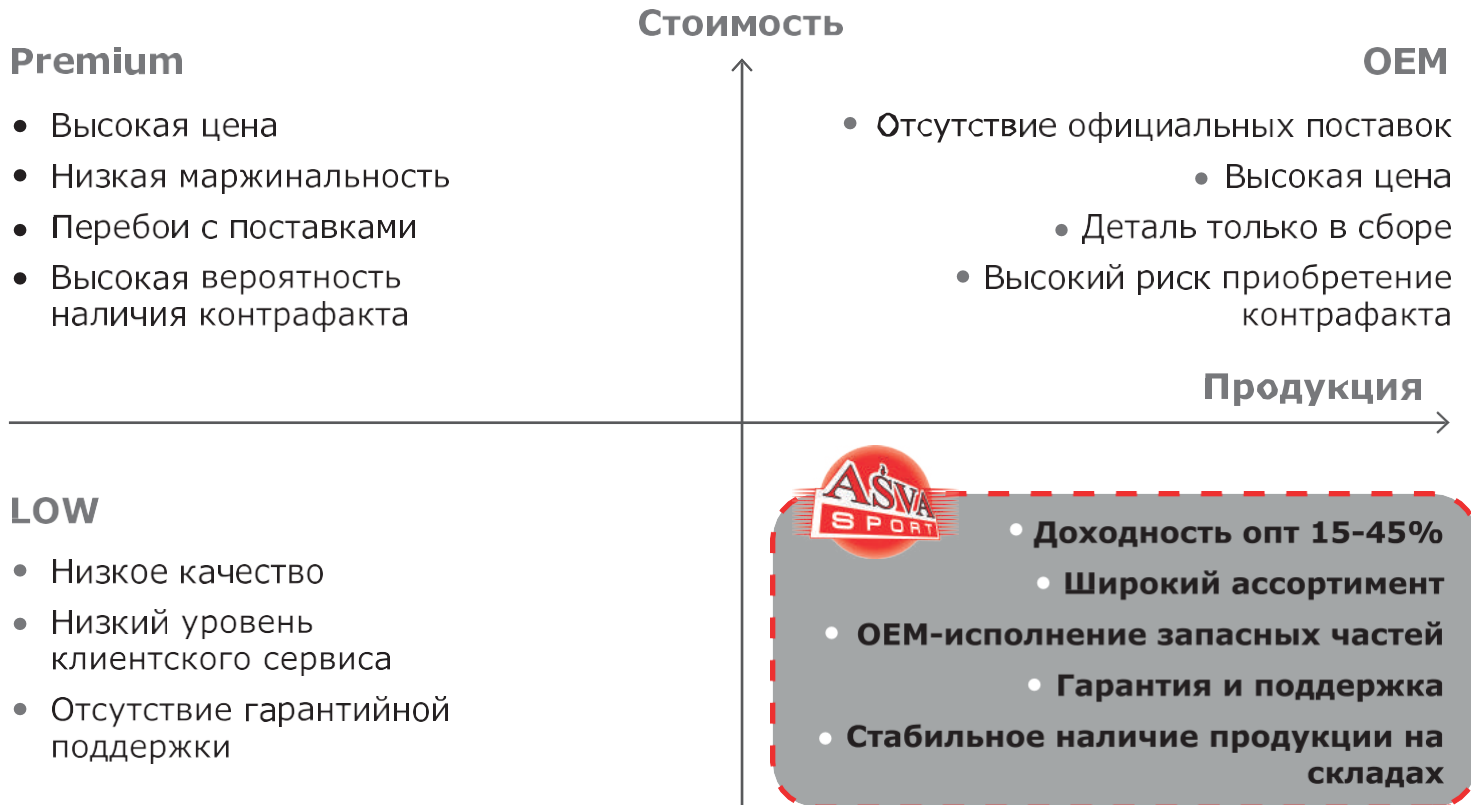 Стоимость
Premium
• Высокая цена
• Низкая маржинальность
• Перебои с поставками
• Высокая вероятность
наличия контрафакта
OEM
• Отсутствие официальных поставок
• Высокая цена
• Деталь только в сборе
• Высокий риск приобретение
контрафакта
Продукция
LOW
• Низкое качество
• Низкий уровень
клиентского сервиса
• Отсутствие гарантийной
поддержки
AŚVA
SPORT
• Доходность опт 15-45%
• Широкий ассортимент
• ОЕМ-исполнение запасных частей
• Гарантия и поддержка
• Стабильное наличие продукции на
складах